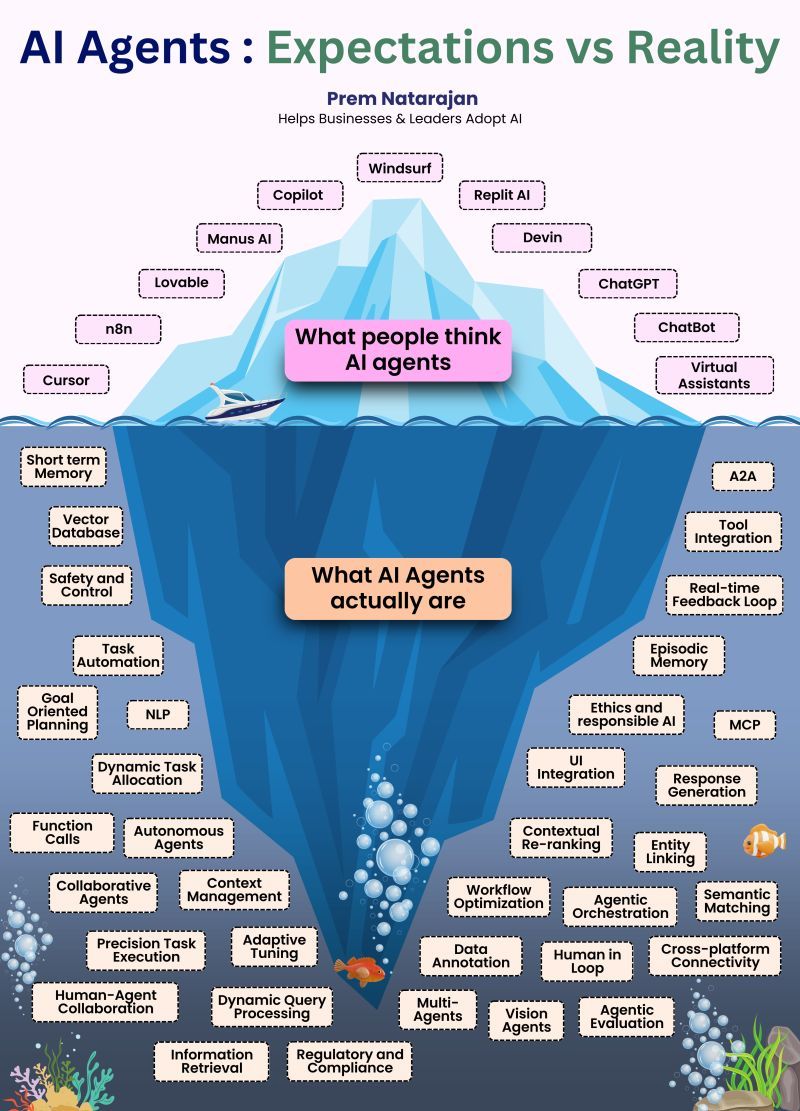 AI Agents : Expectations vs Reality
Prem Natarajan
Helps Businesses & Leaders Adopt AI
Windsurf
Copilot
Replit AI
Manus AI
Devin
Lovable
ChatGPT
n8n
ChatBot
Cursor
Virtual
Assistants
What people think
AI agents
Short term
Memory
A2A
Vector
Database
Tool
Integration
What AI Agents
actually are
Safety and
Control
Real-time
Feedback Loop
Task
Automation
Episodic
Memory
Goal
Oriented
Planning
NLP
Ethics and
responsible AI
MCP
Dynamic Task
Allocation
UI
Integration
Response
Generation
Function
Calls
Autonomous
Agents
Contextual
Re-ranking
Entity
Linking
Collaborative
Agents
Context
Management
Workflow
Optimization
Agentic
Orchestration
Semantic
Matching
Precision Task
Execution
Adaptive
Tuning
Data
Annotation
Human in
Loop
Cross-platform
Connectivity
Human-Agent
Collaboration
Dynamic Query
Processing
Multi-
Agents
Vision
Agents
Agentic
Evaluation
Information
Retrieval
Regulatory and
Compliance